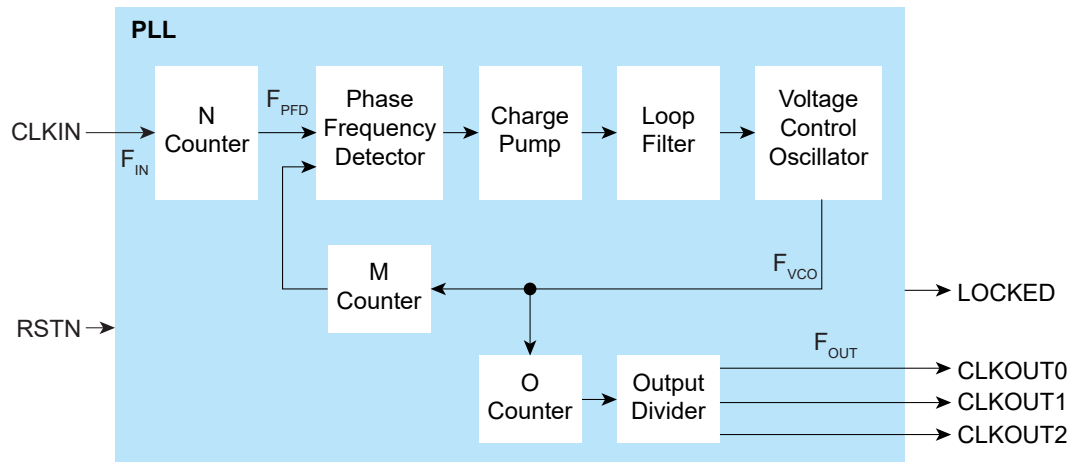 PLL
CLKIN
F_IN
N
Counter
F_PFD
Phase
Frequency
Detector
Charge
Pump
Loop
Filter
Voltage
Control
Oscillator
M
Counter
F_VCO
LOCKED
RSTN
O
Counter
Output
Divider
F_OUT
CLKOUT0
CLKOUT1
CLKOUT2